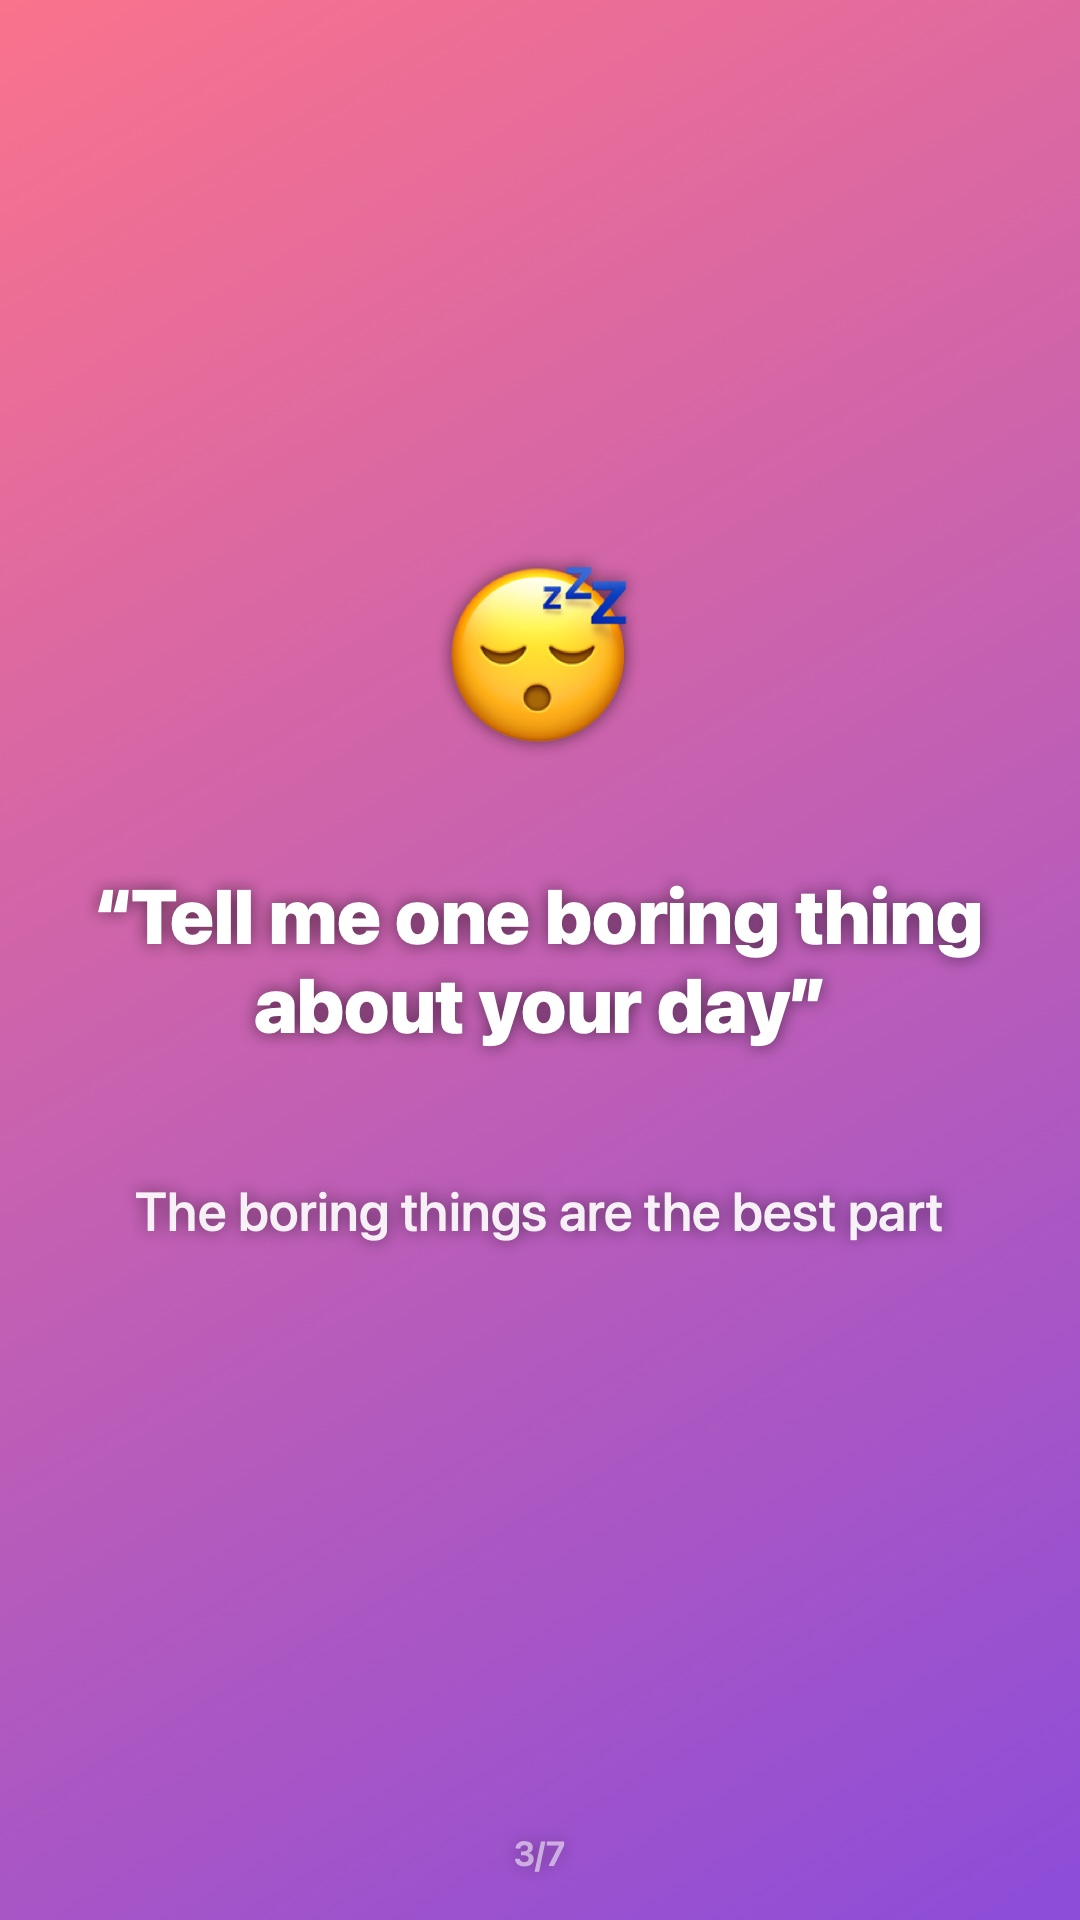 “Tell me one boring thing
about your day”
The boring things are the best part
3/7